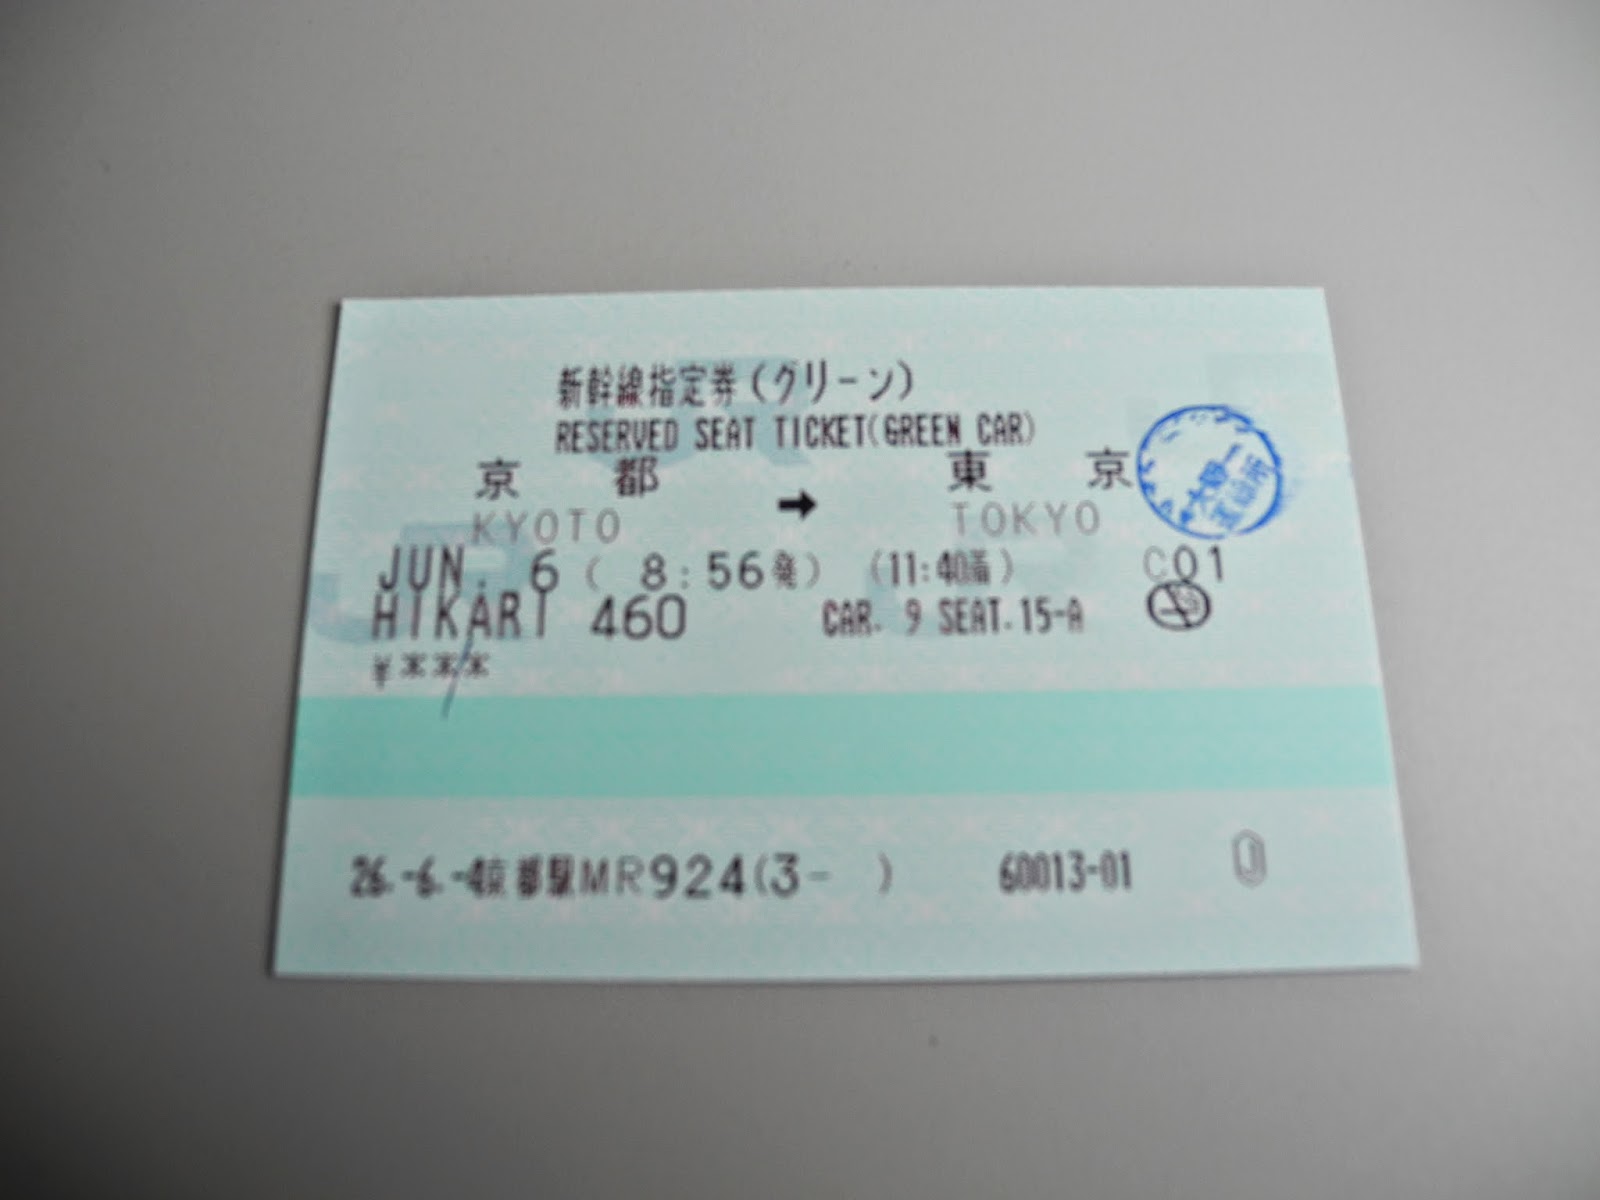 新幹線指定券(グリーン)
RESERVED SEAT TICKET(GREEN CAR)
京都 → 東京
KYOTO TOKYO
JUN. 6 ( 8:56発) (11:40着) C01
HIKARI 460 CAR. 9 SEAT.15-A
¥***
26.-6.-4京都駅MR924(3- ) 60013-01